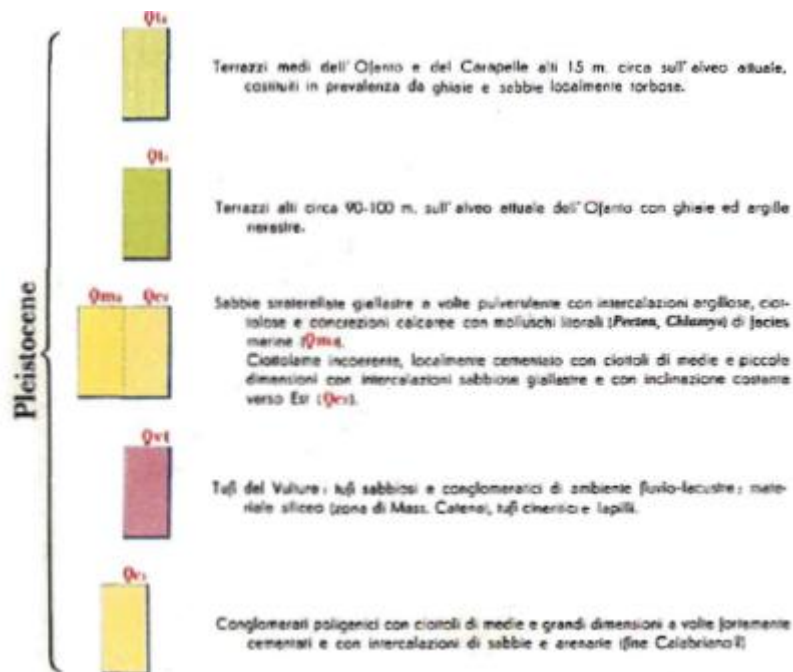 Qt₂
Terrazzi medi dell'Ofanto e del Carapelle alti 15 m. circa sull'alveo attuale,
costituiti in prevalenza da ghiaie e sabbie localmente torbose.
Qt₁
Terrazzi alti circa 90-100 m. sull'alveo attuale dell'Ofanto con ghiaie ed argille
nerastre.
Pleistocene
Qm₂ Qc₂
Sabbie straterellate giallastre a volte pulverulente con intercalazioni argillose, ciot-
tolose e concrezioni calcaree con molluschi litorali (Pecten, Chlamys) di facies
marine (Qm₂).
Ciottolame incoerente, localmente cementato con ciottoli di medie e piccole
dimensioni con intercalazioni sabbiose giallastre e con inclinazione costante
verso Est (Qc₂).
Qvt
Tufi del Vulture: tufi sabbiosi e conglomeratici di ambiente fluvio-lacustre; mate-
riale siliceo (zona di Mass. Catena), tufi cineritici e lapilli.
Qc₁
Conglomerati poligenici con ciottoli di medie e grandi dimensioni a volte fortemente
cementati e con intercalazioni di sabbie e arenarie (fine Calabriano?)